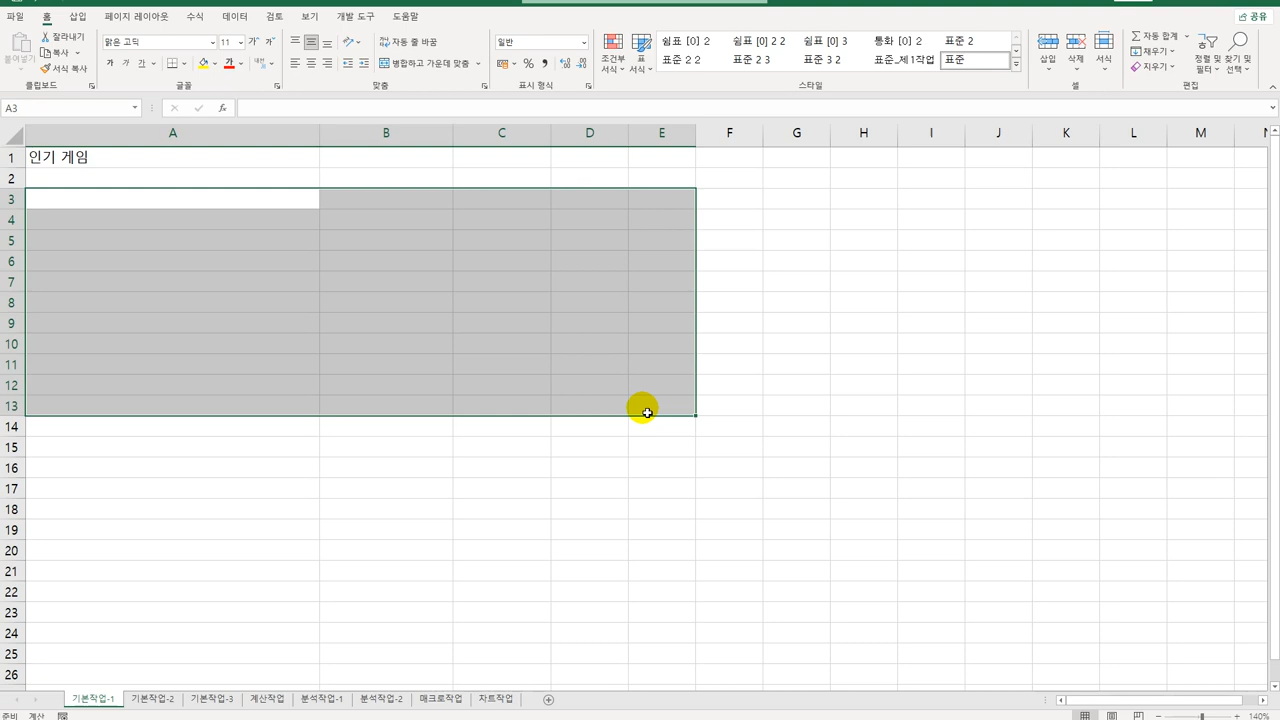 파일 홈 삽입 페이지 레이아웃 수식 데이터 검토 보기 개발 도구 도움말 공유
붙여넣기 잘라내기 맑은 고딕 11 자동 줄 바꿈 일반 조건부 서식 표 서식 쉼표 [0] 2 쉼표 [0] 2 2 쉼표 [0] 3 통화 [0] 2 표준 2 삽입 삭제 서식 자동 합계 정렬 및 필터 찾기 및 선택
복사 채우기
서식 복사 가 가 가 병합하고 가운데 맞춤 % 표준 2 2 표준 2 3 표준 3 2 표준_제1작업 표준 지우기
클립보드 글꼴 맞춤 표시 형식 스타일 셀 편집
A3 fx
A B C D E F G H I J K L M
1 인기 게임
2
3
4
5
6
7
8
9
10
11
12
13
14
15
16
17
18
19
20
21
22
23
24
25
26
기본작업-1 기본작업-2 기본작업-3 계산작업 분석작업-1 분석작업-2 매크로작업 차트작업
준비 계산 140%